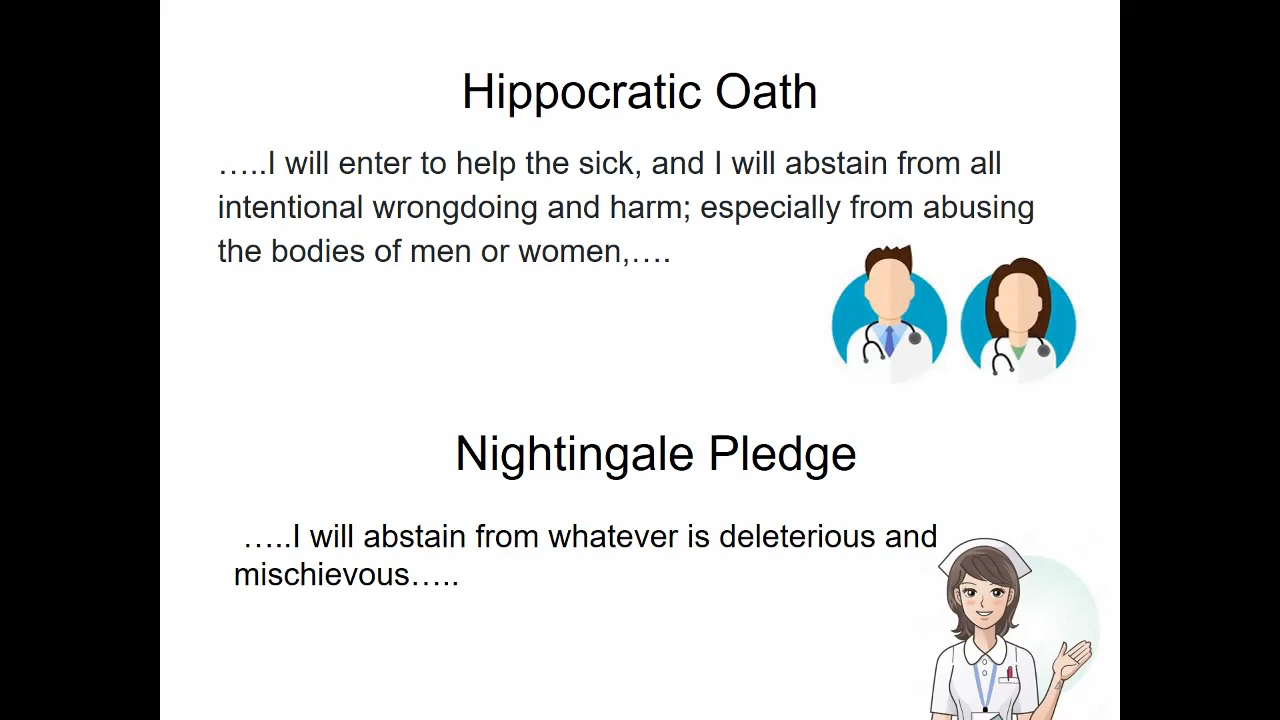 Hippocratic Oath
…..I will enter to help the sick, and I will abstain from all
intentional wrongdoing and harm; especially from abusing
the bodies of men or women,….
Nightingale Pledge
…..I will abstain from whatever is deleterious and
mischievous…..